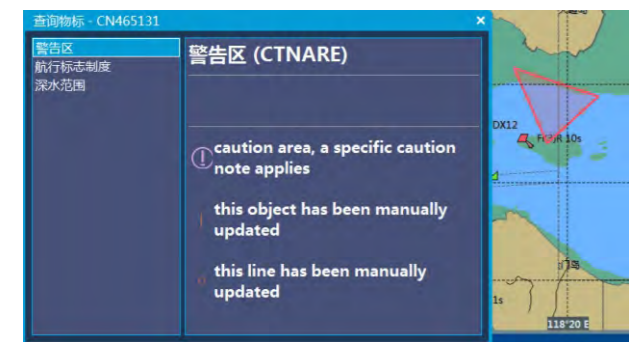 查询物标 - CN465131
×
警告区
航行标志制度
深水范围
警告区 (CTNARE)
caution area, a specific caution
note applies
this object has been manually
updated
this line has been manually
updated
DX12
10s
1s
118°20 E